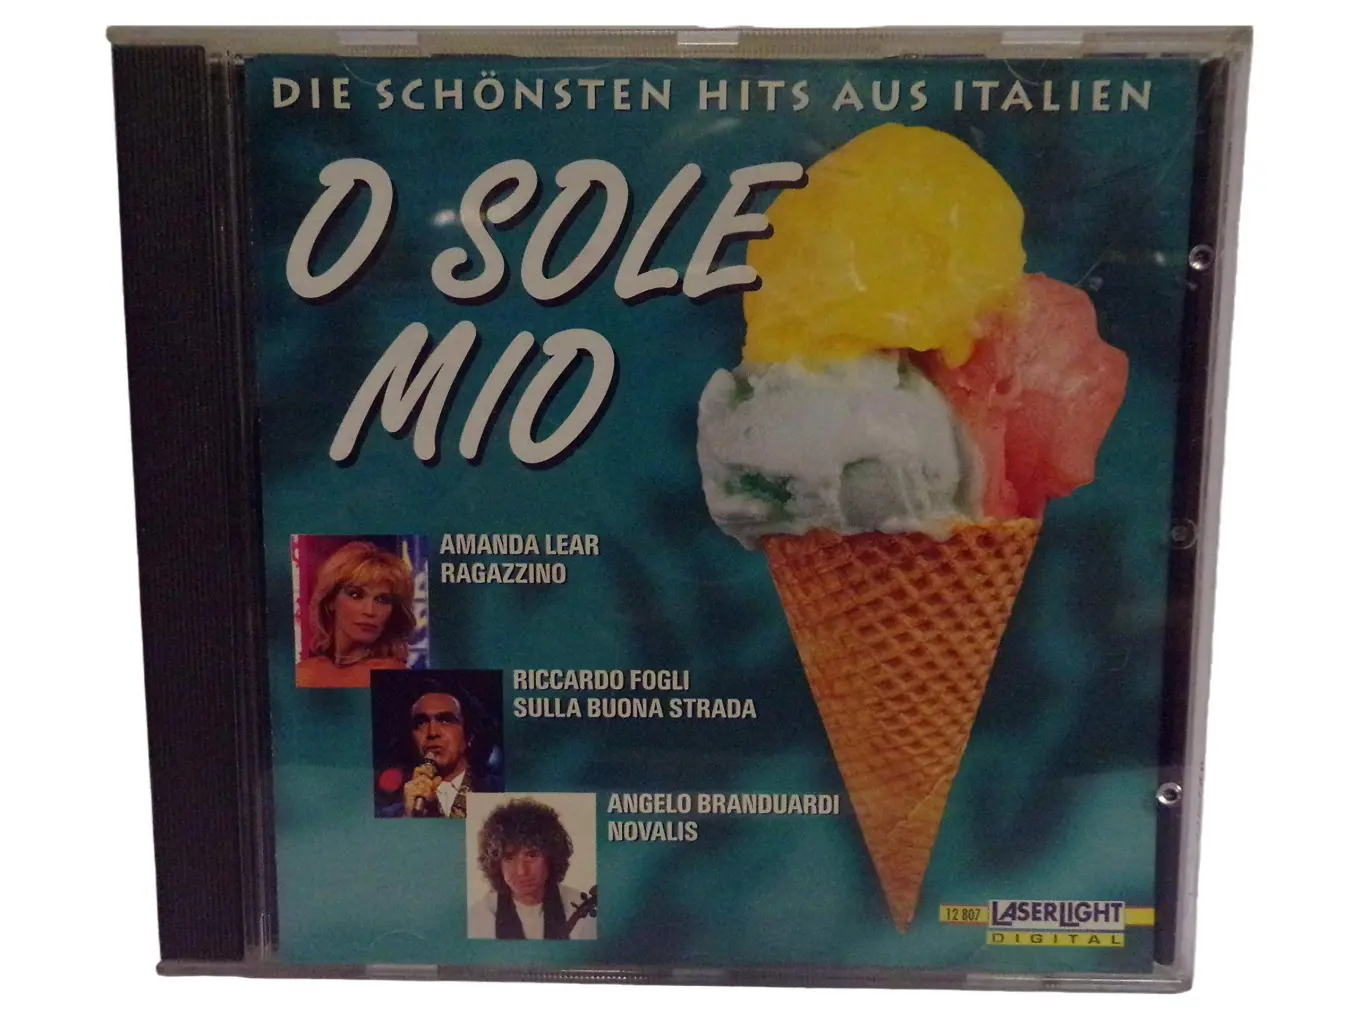 DIE SCHÖNSTEN HITS AUS ITALIEN
O SOLE
MIO
AMANDA LEAR
RAGAZZINO
RICCARDO FOGLI
SULLA BUONA STRADA
ANGELO BRANDUARDI
NOVALIS
12 807
LASERLIGHT
DIGITAL